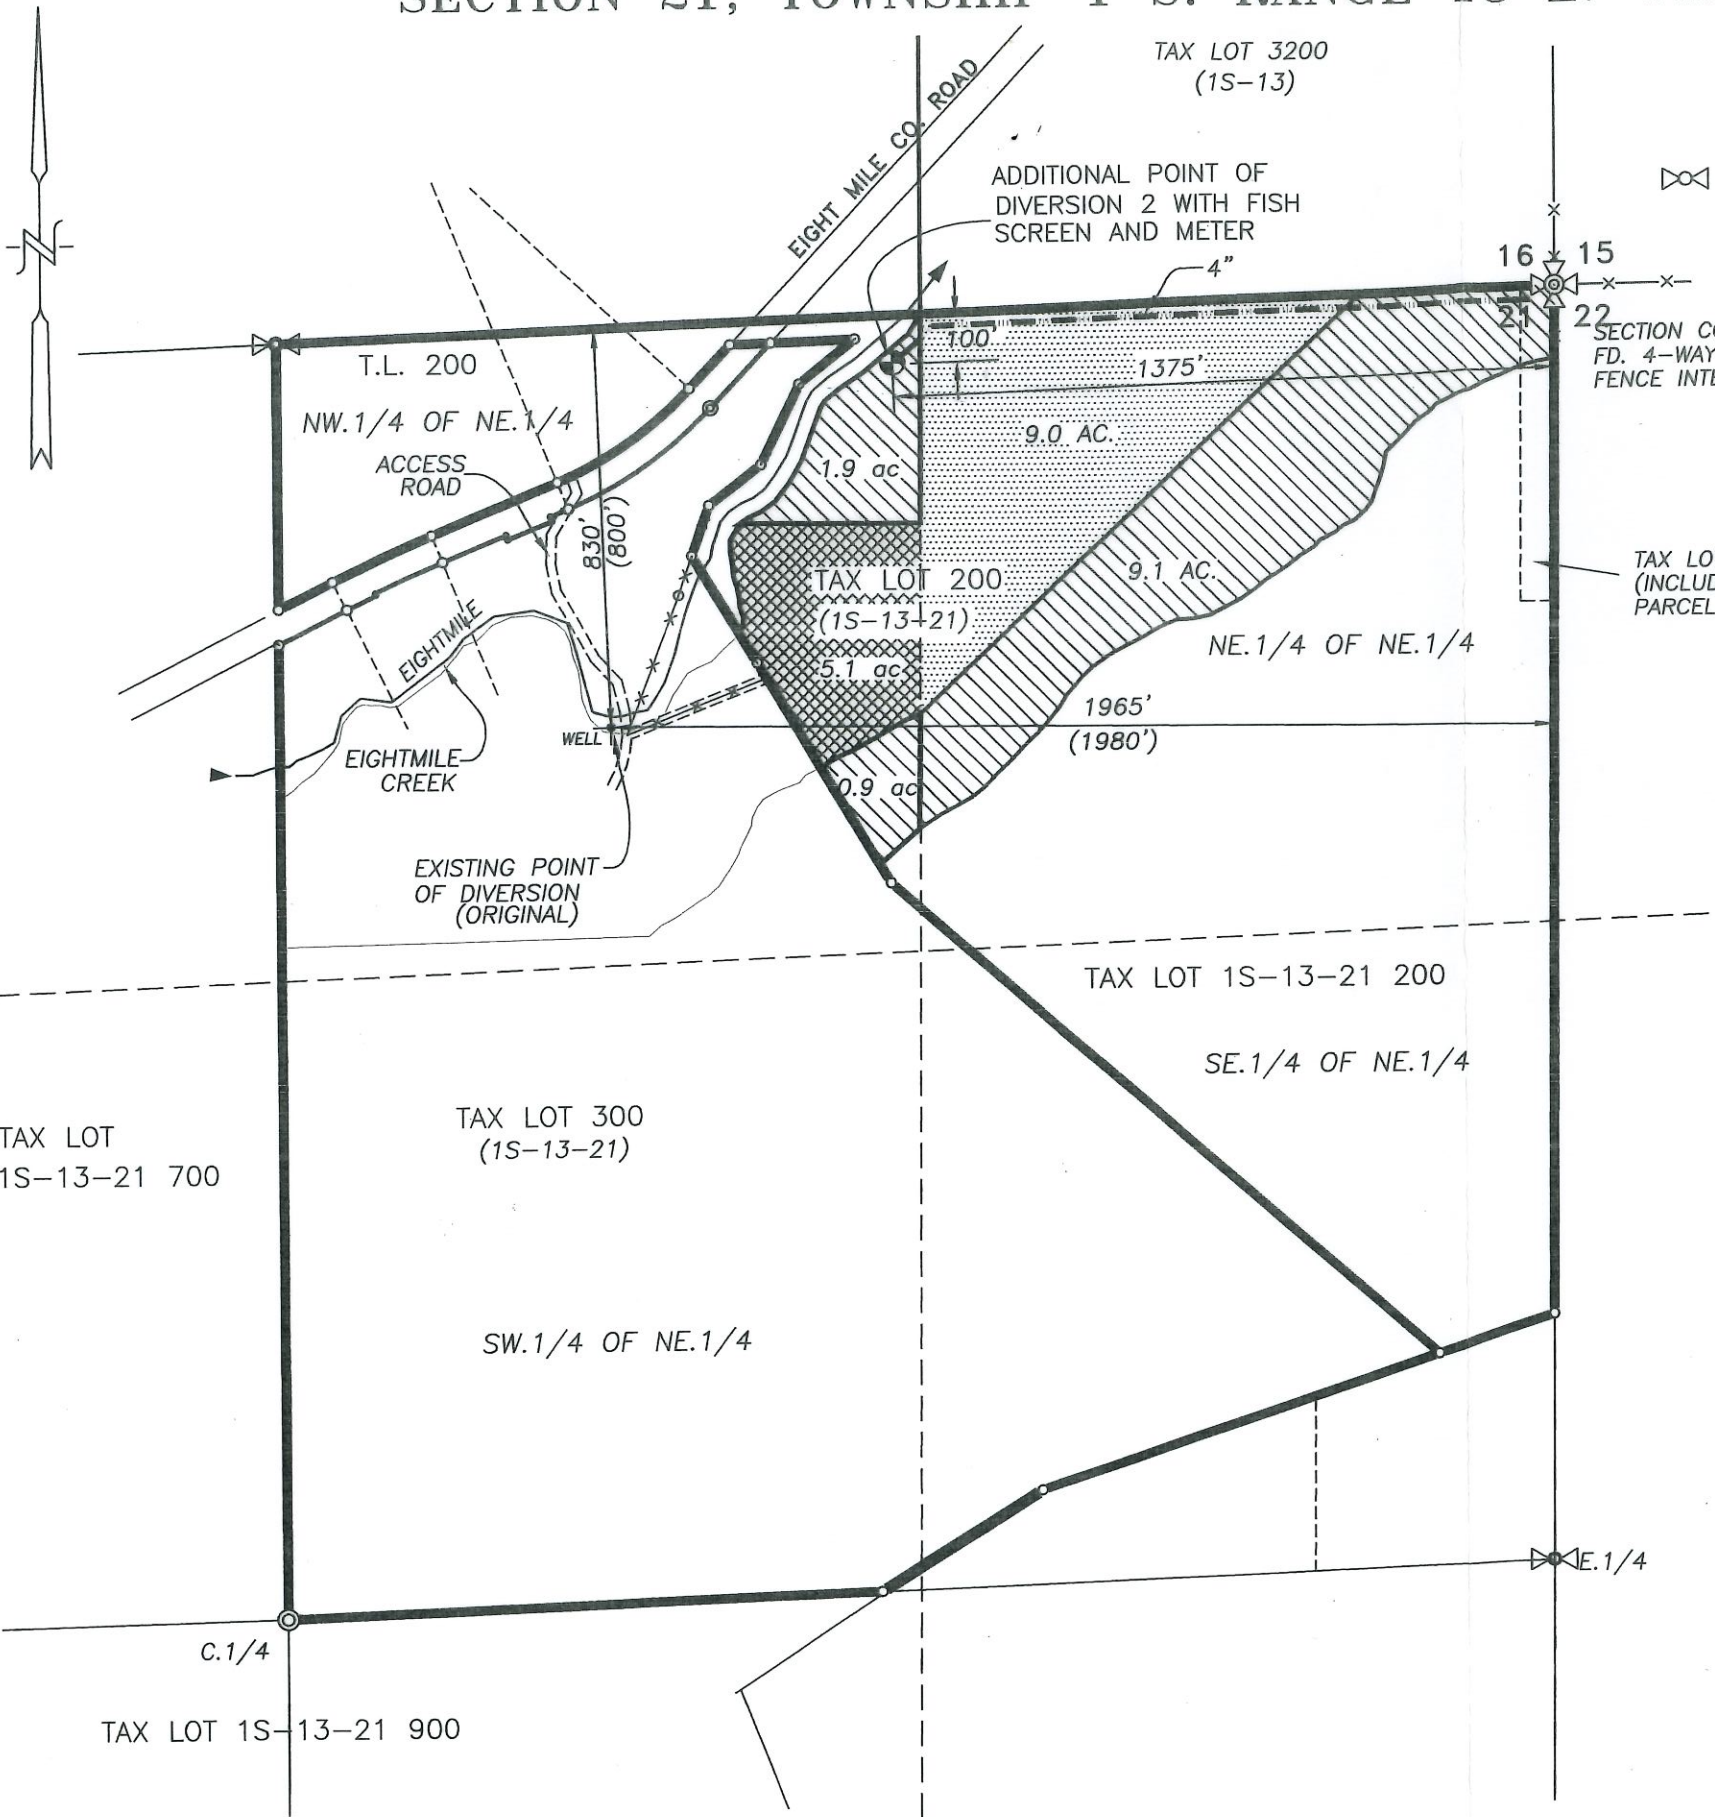 TAX LOT 3200
(1S-13)
EIGHT MILE CO. ROAD
ADDITIONAL POINT OF
DIVERSION 2 WITH FISH
SCREEN AND METER
4"
N
16
15
21
22
SECTION
FD. 4-WAY
FENCE
100'
1375'
T.L. 200
NW.1/4 OF NE.1/4
ACCESS
ROAD
830'
(800')
9.0 AC.
1.9 ac
TAX LOT 200
(1S-13-21)
5.1 ac
9.1 AC.
TAX
NE.1/4 OF NE.1/4
EIGHTMILE
1965'
(1980')
WELL
EIGHTMILE
CREEK
0.9 ac
EXISTING POINT
OF DIVERSION
(ORIGINAL)
TAX LOT 1S-13-21 200
SE.1/4 OF NE.1/4
TAX LOT 300
(1S-13-21)
TAX LOT
1S-13-21 700
SW.1/4 OF NE.1/4
E.1/4
C.1/4
TAX LOT 1S-13-21 900